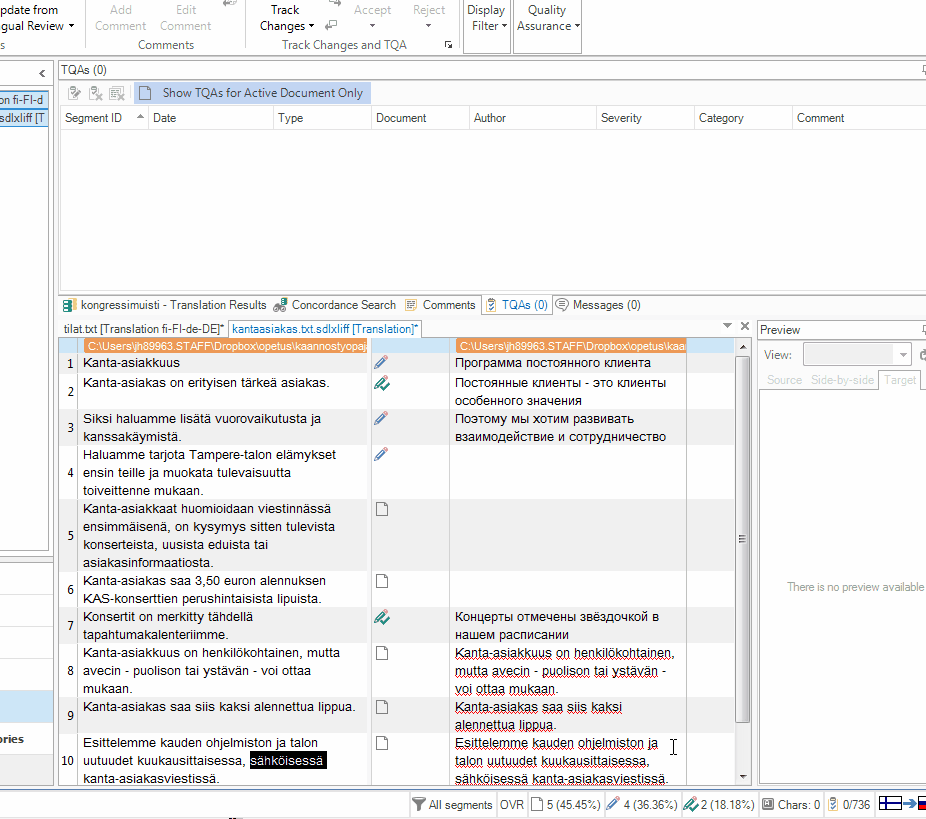 pdate from
Add
Edit
Track
Accept
Reject
Display
Quality
gual Review
Comment
Comment
Changes
Filter
Assurance
s
Comments
Track Changes and TQA
TQAs (0)
on fi-FI-d
sdlxliff [T
Show TQAs for Active Document Only
Segment ID
Date
Type
Document
Author
Severity
Category
Comment
kongressimuisti - Translation Results
Concordance Search
Comments
TQAs (0)
Messages (0)
tilat.txt [Translation fi-FI-de-DE]*
kantaasiakas.txt.sdlxliff [Translation]*
Preview
View:
Source
Side-by-side
Target
There is no preview available
C:\Users\jh89963.STAFF\Dropbox\opetus\kaannostyopaja
C:\Users\jh89963.STAFF\Dropbox\opetus\kaan
1
Kanta-asiakkuus
Программа постоянного клиента
2
Kanta-asiakas on erityisen tärkeä asiakas.
Постоянные клиенты - это клиенты
особенного значения
3
Siksi haluamme lisätä vuorovaikutusta ja
kanssakäymistä.
Поэтому мы хотим развивать
взаимодействие и сотрудничество
4
Haluamme tarjota Tampere-talon elämykset
ensin teille ja muokata tulevaisuutta
toiveittenne mukaan.
5
Kanta-asiakkaat huomioidaan viestinnässä
ensimmäisenä, on kysymys sitten tulevista
konserteista, uusista eduista tai
asiakasinformaatiosta.
6
Kanta-asiakas saa 3,50 euron alennuksen
KAS-konserttien perushintaisista lipuista.
7
Konsertit on merkitty tähdellä
tapahtumakalenteriimme.
Концерты отмечены звёздочкой в
нашем расписании
8
Kanta-asiakkuus on henkilökohtainen, mutta
avecin - puolison tai ystävän - voi ottaa
mukaan.
Kanta-asiakkuus on henkilökohtainen,
mutta avecin - puolison tai ystävän -
voi ottaa mukaan.
9
Kanta-asiakas saa siis kaksi alennettua lippua.
Kanta-asiakas saa siis kaksi
alennettua lippua.
10
Esittelemme kauden ohjelmiston ja talon
uutuudet kuukausittaisessa, sähköisessä
kanta-asiakasviestissä.
Esittelemme kauden ohjelmiston ja
talon uutuudet kuukausittaisessa,
sähköisessä kanta-asiakasviestissä.
ories
All segments
OVR
5 (45.45%)
4 (36.36%)
2 (18.18%)
Chars: 0
0/736